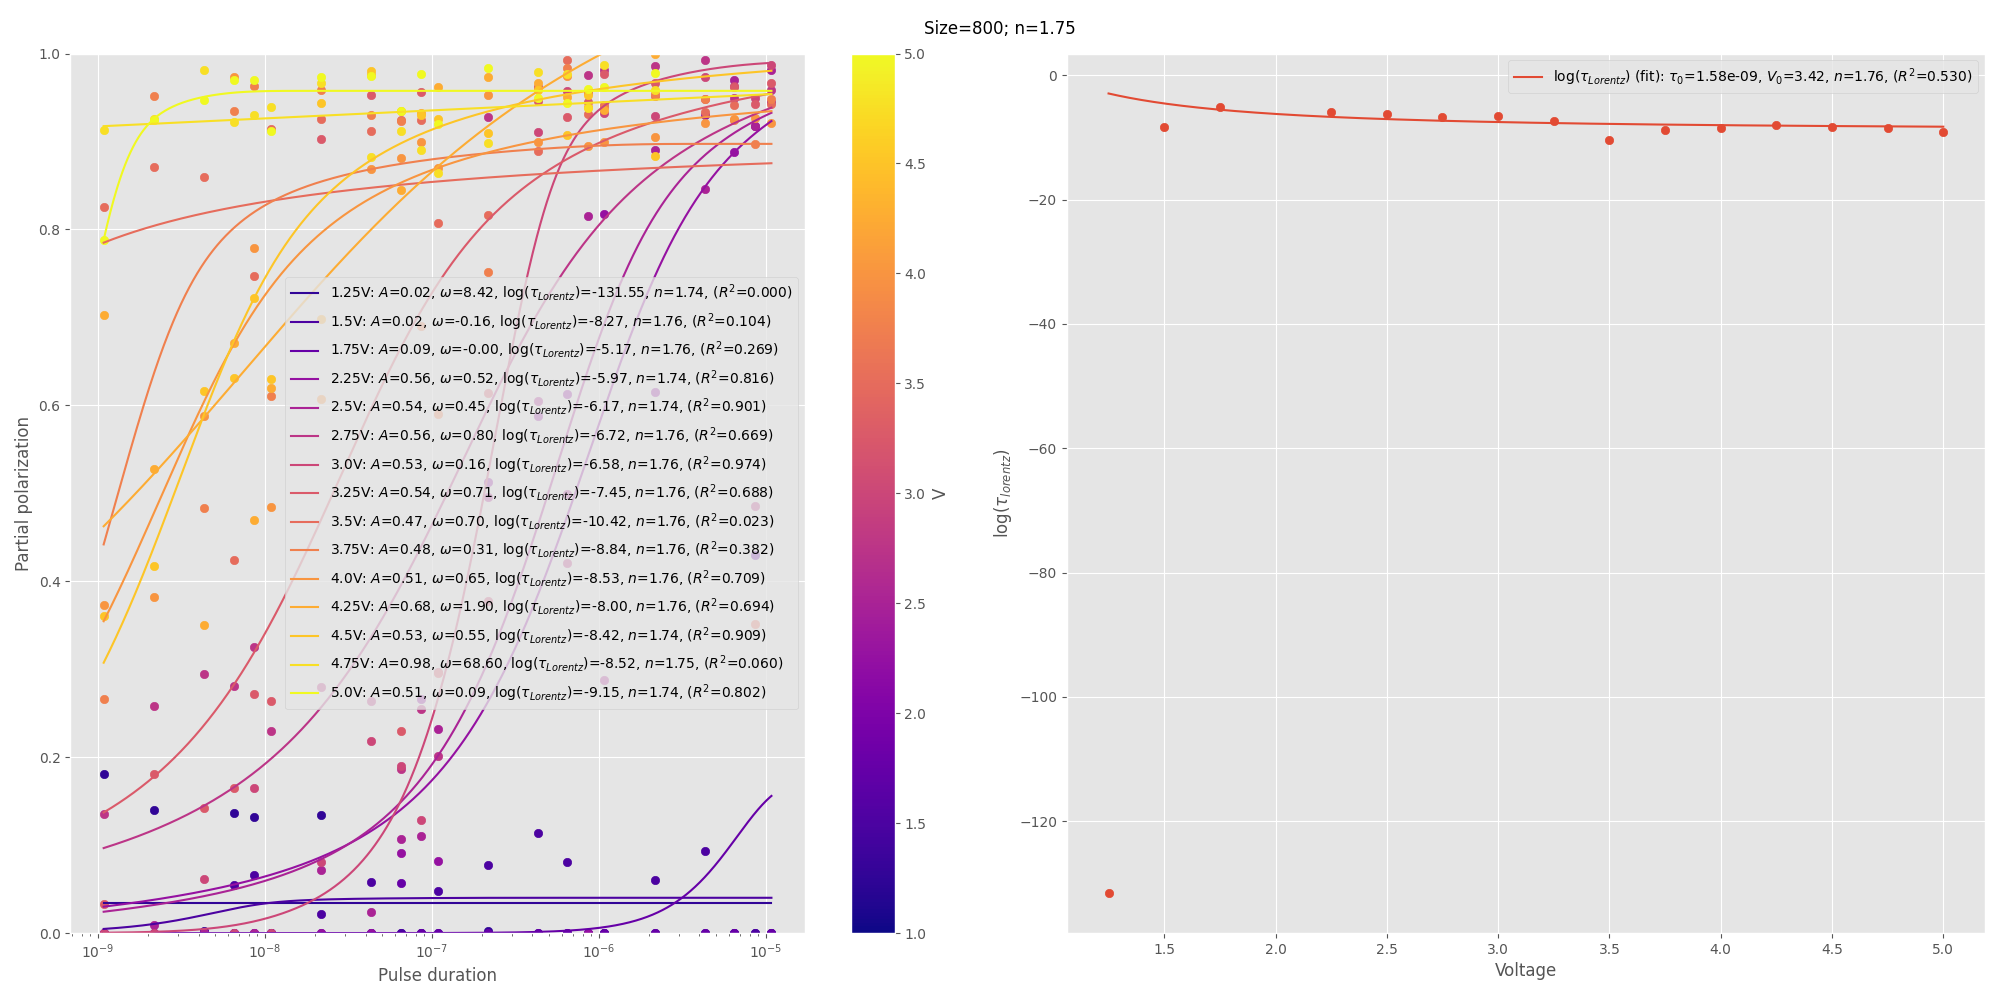 Size=800; n=1.75
1.0
0.8
0.6
0.4
0.2
0.0
Partial polarization
10⁻⁹ 10⁻⁸ 10⁻⁷ 10⁻⁶ 10⁻⁵
Pulse duration
1.25V: A=0.02, ω=8.42, log(τ_Lorentz)=-131.55, n=1.74, (R²=0.000)
1.5V: A=0.02, ω=-0.16, log(τ_Lorentz)=-8.27, n=1.76, (R²=0.104)
1.75V: A=0.09, ω=-0.00, log(τ_Lorentz)=-5.17, n=1.76, (R²=0.269)
2.25V: A=0.56, ω=0.52, log(τ_Lorentz)=-5.97, n=1.74, (R²=0.816)
2.5V: A=0.54, ω=0.45, log(τ_Lorentz)=-6.17, n=1.74, (R²=0.901)
2.75V: A=0.56, ω=0.80, log(τ_Lorentz)=-6.72, n=1.76, (R²=0.669)
3.0V: A=0.53, ω=0.16, log(τ_Lorentz)=-6.58, n=1.76, (R²=0.974)
3.25V: A=0.54, ω=0.71, log(τ_Lorentz)=-7.45, n=1.76, (R²=0.688)
3.5V: A=0.47, ω=0.70, log(τ_Lorentz)=-10.42, n=1.76, (R²=0.023)
3.75V: A=0.48, ω=0.31, log(τ_Lorentz)=-8.84, n=1.76, (R²=0.382)
4.0V: A=0.51, ω=0.65, log(τ_Lorentz)=-8.53, n=1.76, (R²=0.709)
4.25V: A=0.68, ω=1.90, log(τ_Lorentz)=-8.00, n=1.76, (R²=0.694)
4.5V: A=0.53, ω=0.55, log(τ_Lorentz)=-8.42, n=1.74, (R²=0.909)
4.75V: A=0.98, ω=68.60, log(τ_Lorentz)=-8.52, n=1.75, (R²=0.060)
5.0V: A=0.51, ω=0.09, log(τ_Lorentz)=-9.15, n=1.74, (R²=0.802)
5.0
4.5
4.0
3.5
3.0
2.5
2.0
1.5
1.0
V
log(τ_Lorentz) (fit): τ₀=1.58e-09, V₀=3.42, n=1.76, (R²=0.530)
0
−20
−40
−60
−80
−100
−120
log(τ_lorentz)
1.5 2.0 2.5 3.0 3.5 4.0 4.5 5.0
Voltage